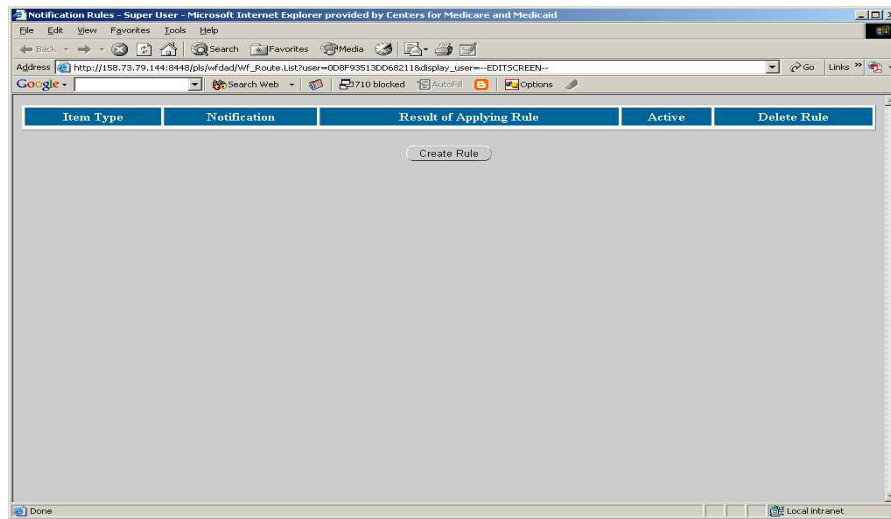 Notification Rules - Super User - Microsoft Internet Explorer provided by Centers for Medicare and Medicaid
File Edit View Favorites Tools Help
Back Search Favorites Media
Address http://158.73.79.144:8448/pls/wfdad/Wf_Route.List?user=0D8F93513DD68211&display_user=--EDITSCREEN-- Go Links »
Google Search Web 710 blocked AutoFill Options
Item Type Notification Result of Applying Rule Active Delete Rule
Create Rule
Done Local intranet